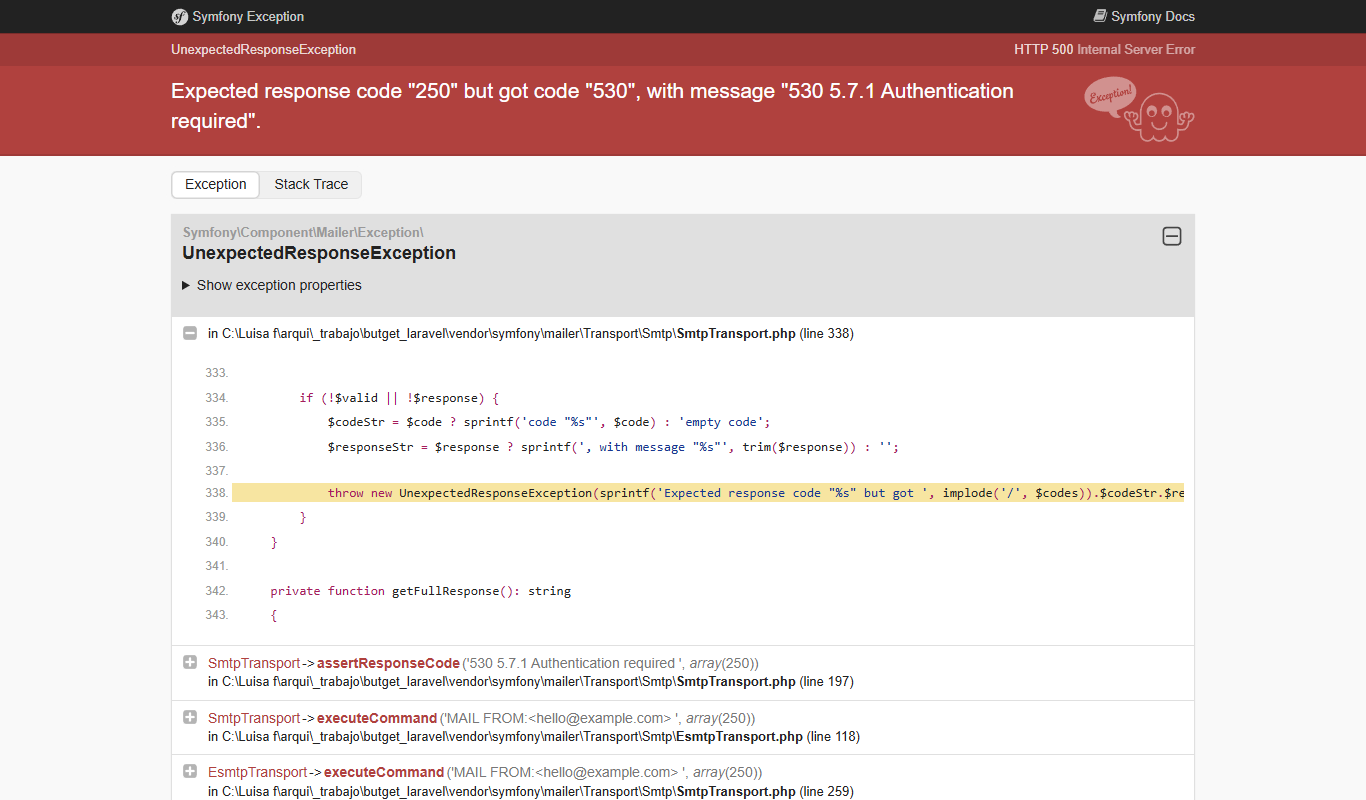 Symfony Exception
Symfony Docs
UnexpectedResponseException
HTTP 500 Internal Server Error
Expected response code "250" but got code "530", with message "530 5.7.1 Authentication
required".
Exception!
Exception
Stack Trace
Symfony\Component\Mailer\Exception\
UnexpectedResponseException
Show exception properties
in C:\Luisa f\arqui\_trabajo\butget_laravel\vendor\symfony\mailer\Transport\Smtp\SmtpTransport.php (line 338)
333.
334. if (!$valid || !$response) {
335. $codeStr = $code ? sprintf('code "%s"', $code) : 'empty code';
336. $responseStr = $response ? sprintf(', with message "%s"', trim($response)) : '';
337.
338. throw new UnexpectedResponseException(sprintf('Expected response code "%s" but got ', implode('/', $codes)).$codeStr.$re
339. }
340. }
341.
342. private function getFullResponse(): string
343. {
SmtpTransport->assertResponseCode('530 5.7.1 Authentication required ', array(250))
in C:\Luisa f\arqui\_trabajo\butget_laravel\vendor\symfony\mailer\Transport\Smtp\SmtpTransport.php (line 197)
SmtpTransport->executeCommand('MAIL FROM:<hello@example.com> ', array(250))
in C:\Luisa f\arqui\_trabajo\butget_laravel\vendor\symfony\mailer\Transport\Smtp\EsmtpTransport.php (line 118)
EsmtpTransport->executeCommand('MAIL FROM:<hello@example.com> ', array(250))
in C:\Luisa f\arqui\_trabajo\butget_laravel\vendor\symfony\mailer\Transport\Smtp\SmtpTransport.php (line 259)